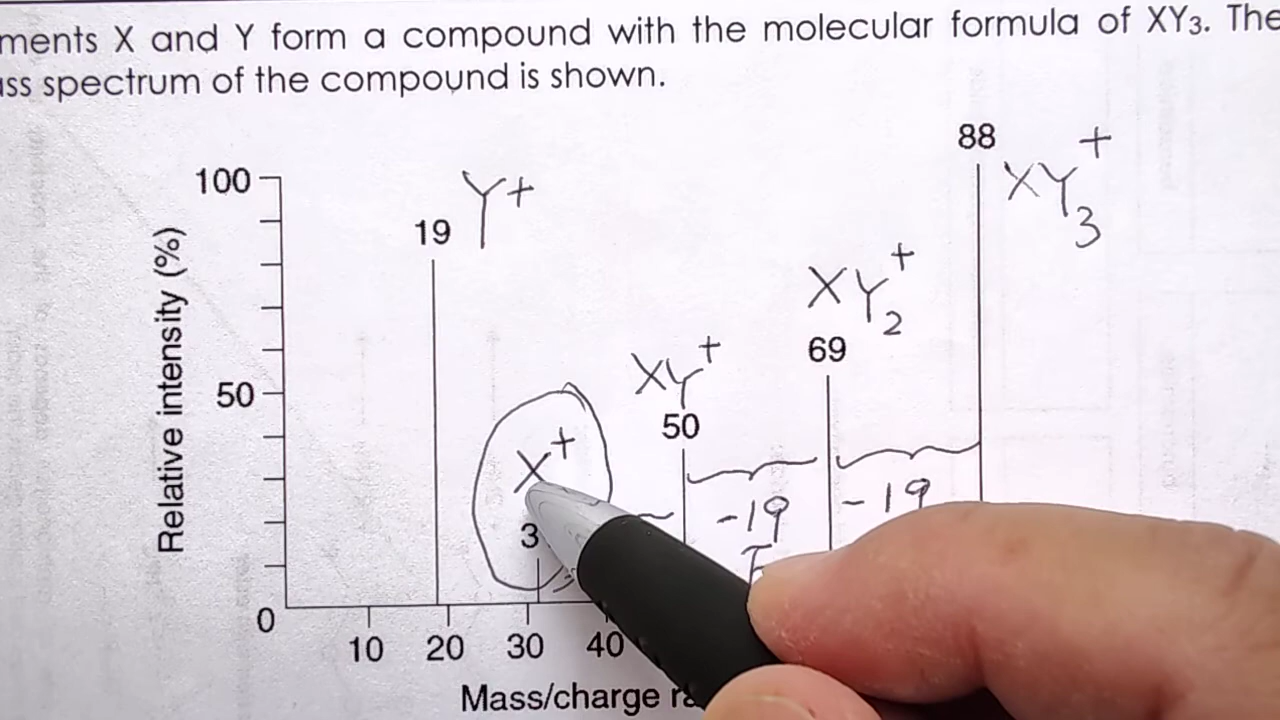 ments X and Y form a compound with the molecular formula of XY3. The
ss spectrum of the compound is shown.
88
XY3+
100
19
Y+
XY2+
69
XY+
50
50
X+
3
-19
-19
0
10
20
30
40
Relative intensity (%)
Mass/charge